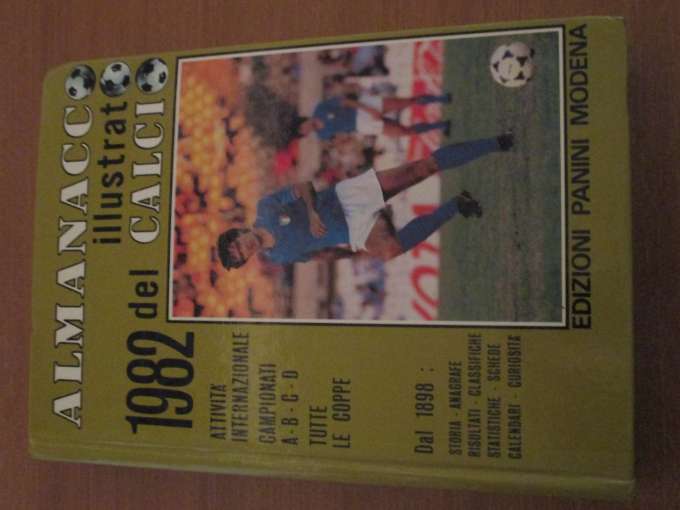 ALMANACCO
illustrato
1982 del CALCIO
ATTIVITÀ
INTERNAZIONALE
CAMPIONATI
A-B-C-D
TUTTE
LE COPPE
Dal 1898:
STORIA - ANAGRAFE
RISULTATI - CLASSIFICHE
STATISTICHE - SCHEDE
CALENDARI - CURIOSITÀ
EDIZIONI PANINI MODENA